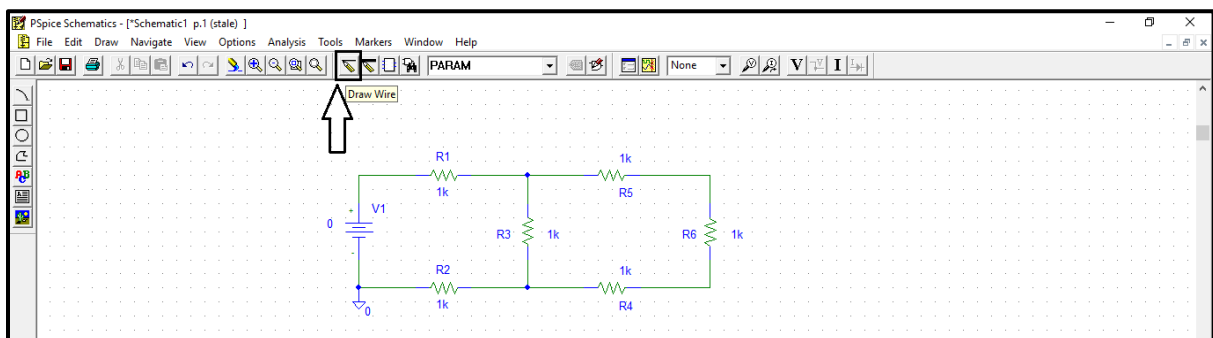 PSpice Schematics - [*Schematic1 p.1 (stale) ]
File Edit Draw Navigate View Options Analysis Tools Markers Window Help
PARAM None V V I
Draw Wire
R1 1k
1k R5
V1
0
R3 1k R6 1k
R2 1k
1k R4
0